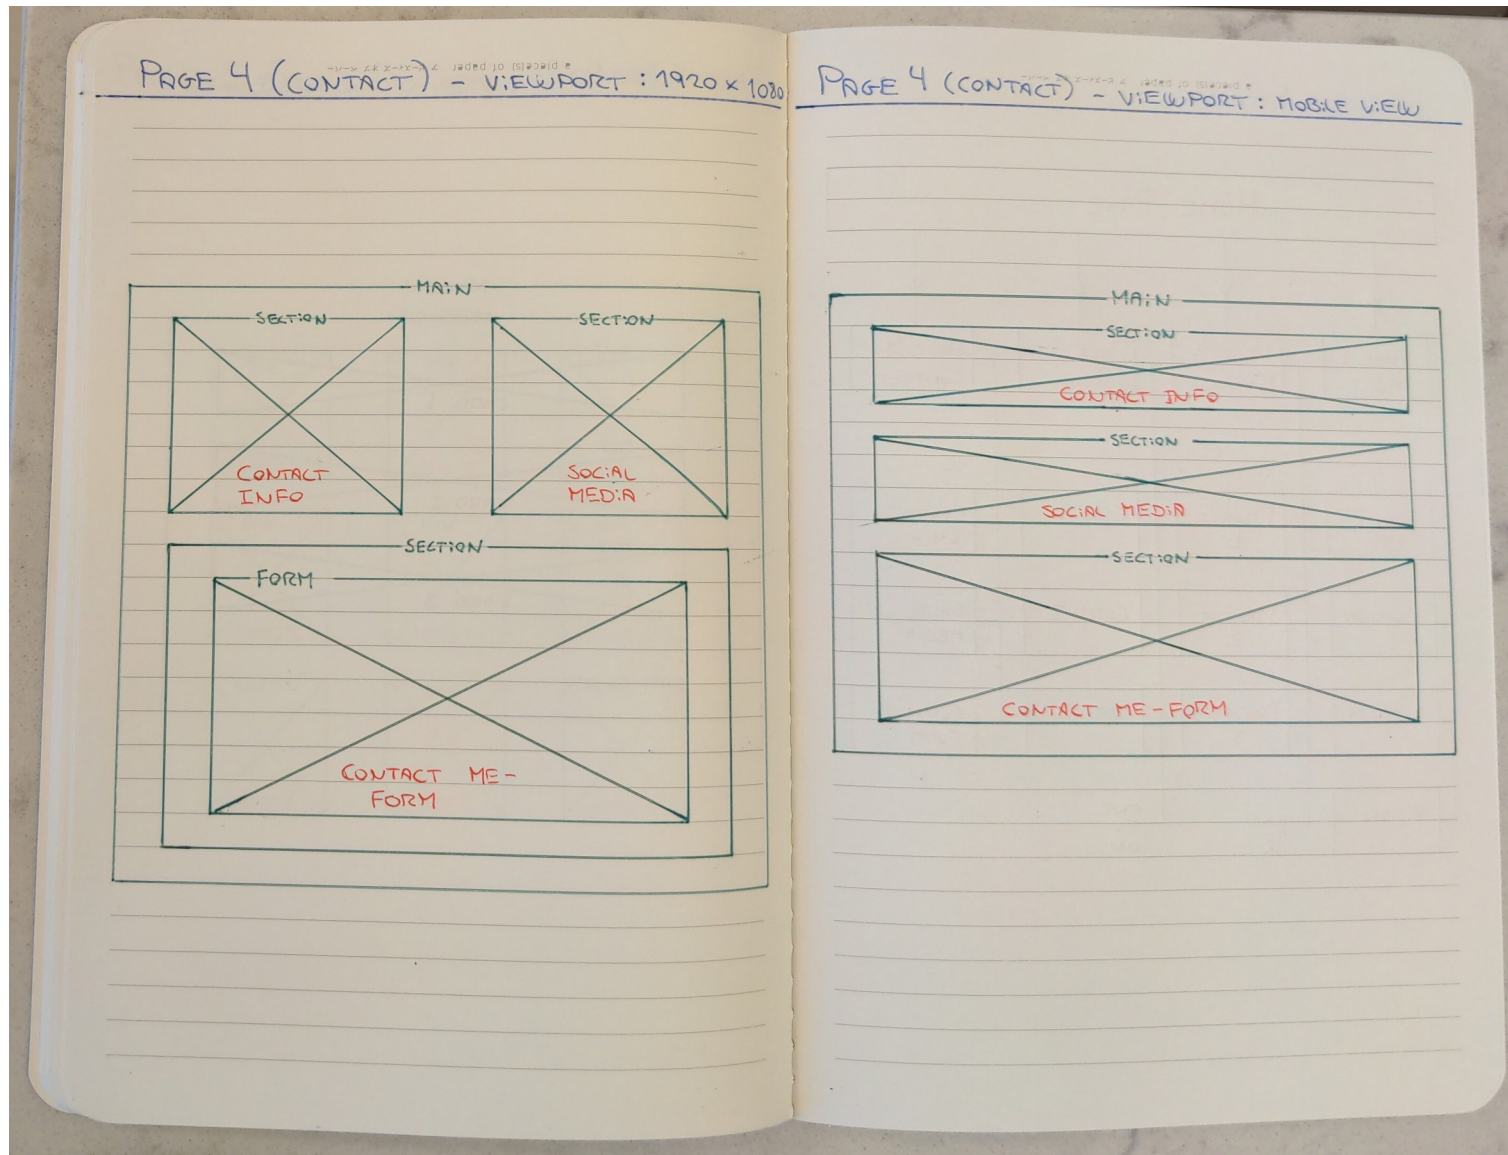 PAGE 4 (CONTACT) - VIEWPORT : 1920 x 1080
MAIN
SECTION SECTION
CONTACT
INFO
SOCIAL
MEDIA
SECTION
FORM
CONTACT ME-
FORM
PAGE 4 (CONTACT) - VIEWPORT : MOBILE VIEW
MAIN
SECTION
CONTACT INFO
SECTION
SOCIAL MEDIA
SECTION
CONTACT ME-FORM